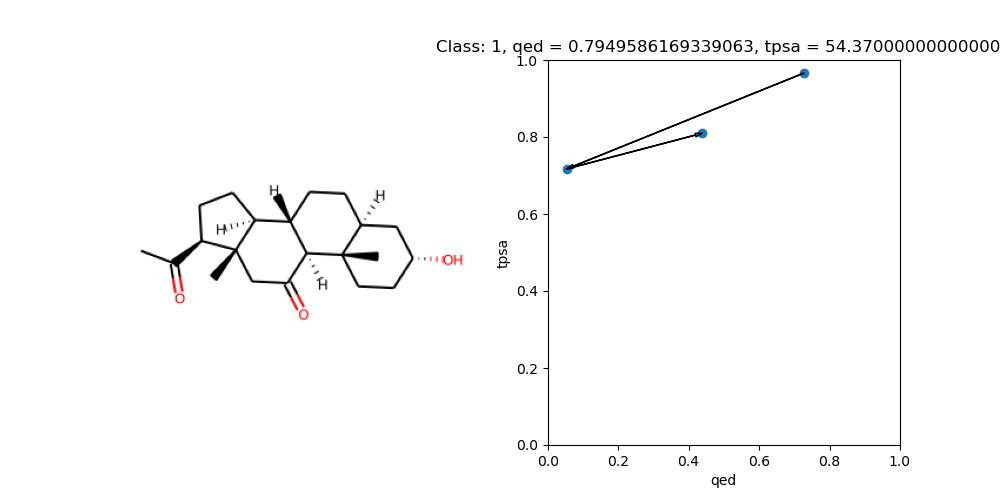 Class: 1, qed = 0.7949586169339063, tpsa = 54.37000000000000
H
H
H
H
O
O
OH
1.0
0.8
0.6
0.4
0.2
0.0
tpsa
0.0 0.2 0.4 0.6 0.8 1.0
qed